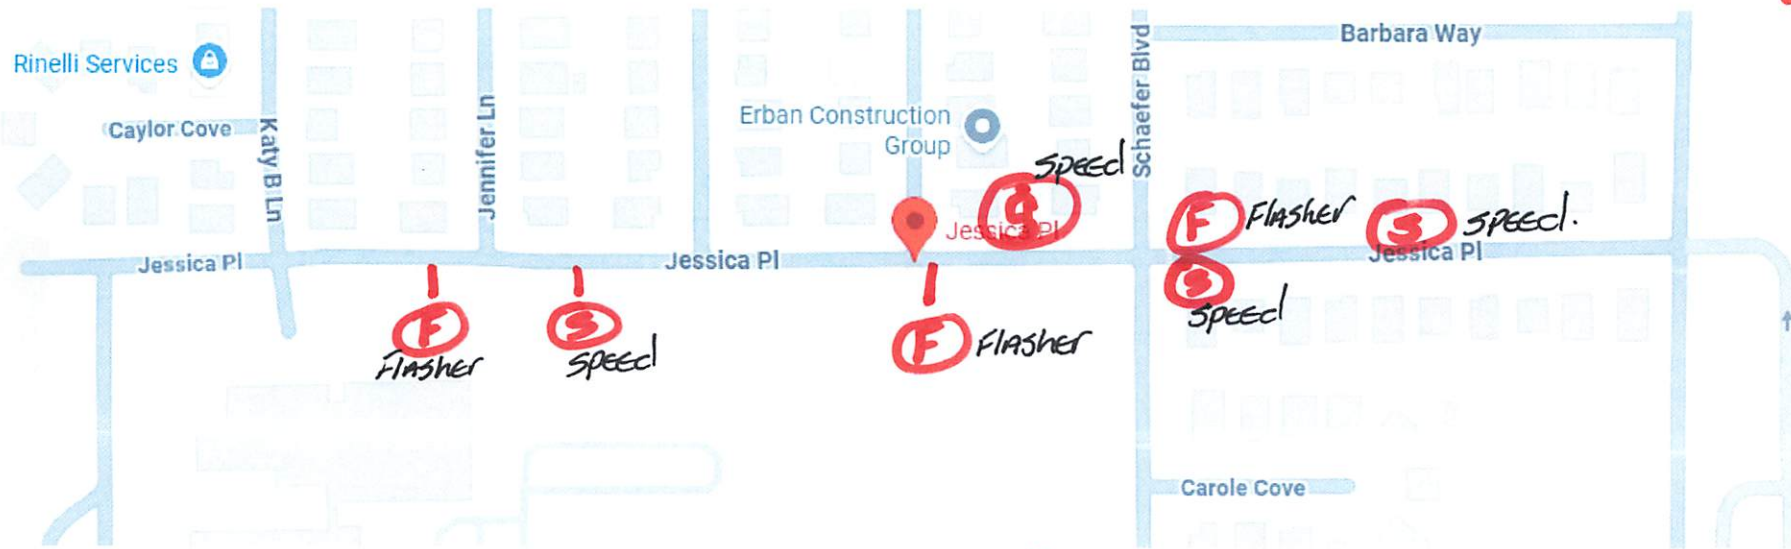 Barbara Way
Rinelli Services
Schaefer Blvd
Erban Construction
Group
Caylor Cove
Katy B Ln
Jennifer Ln
SPEED
F Flasher
S SPEED.
Jessica Pl
Jessica Pl
Jessica Pl
Jessica Pl
S
SPEED
F
Flasher
S
SPEED
F Flasher
Carole Cove